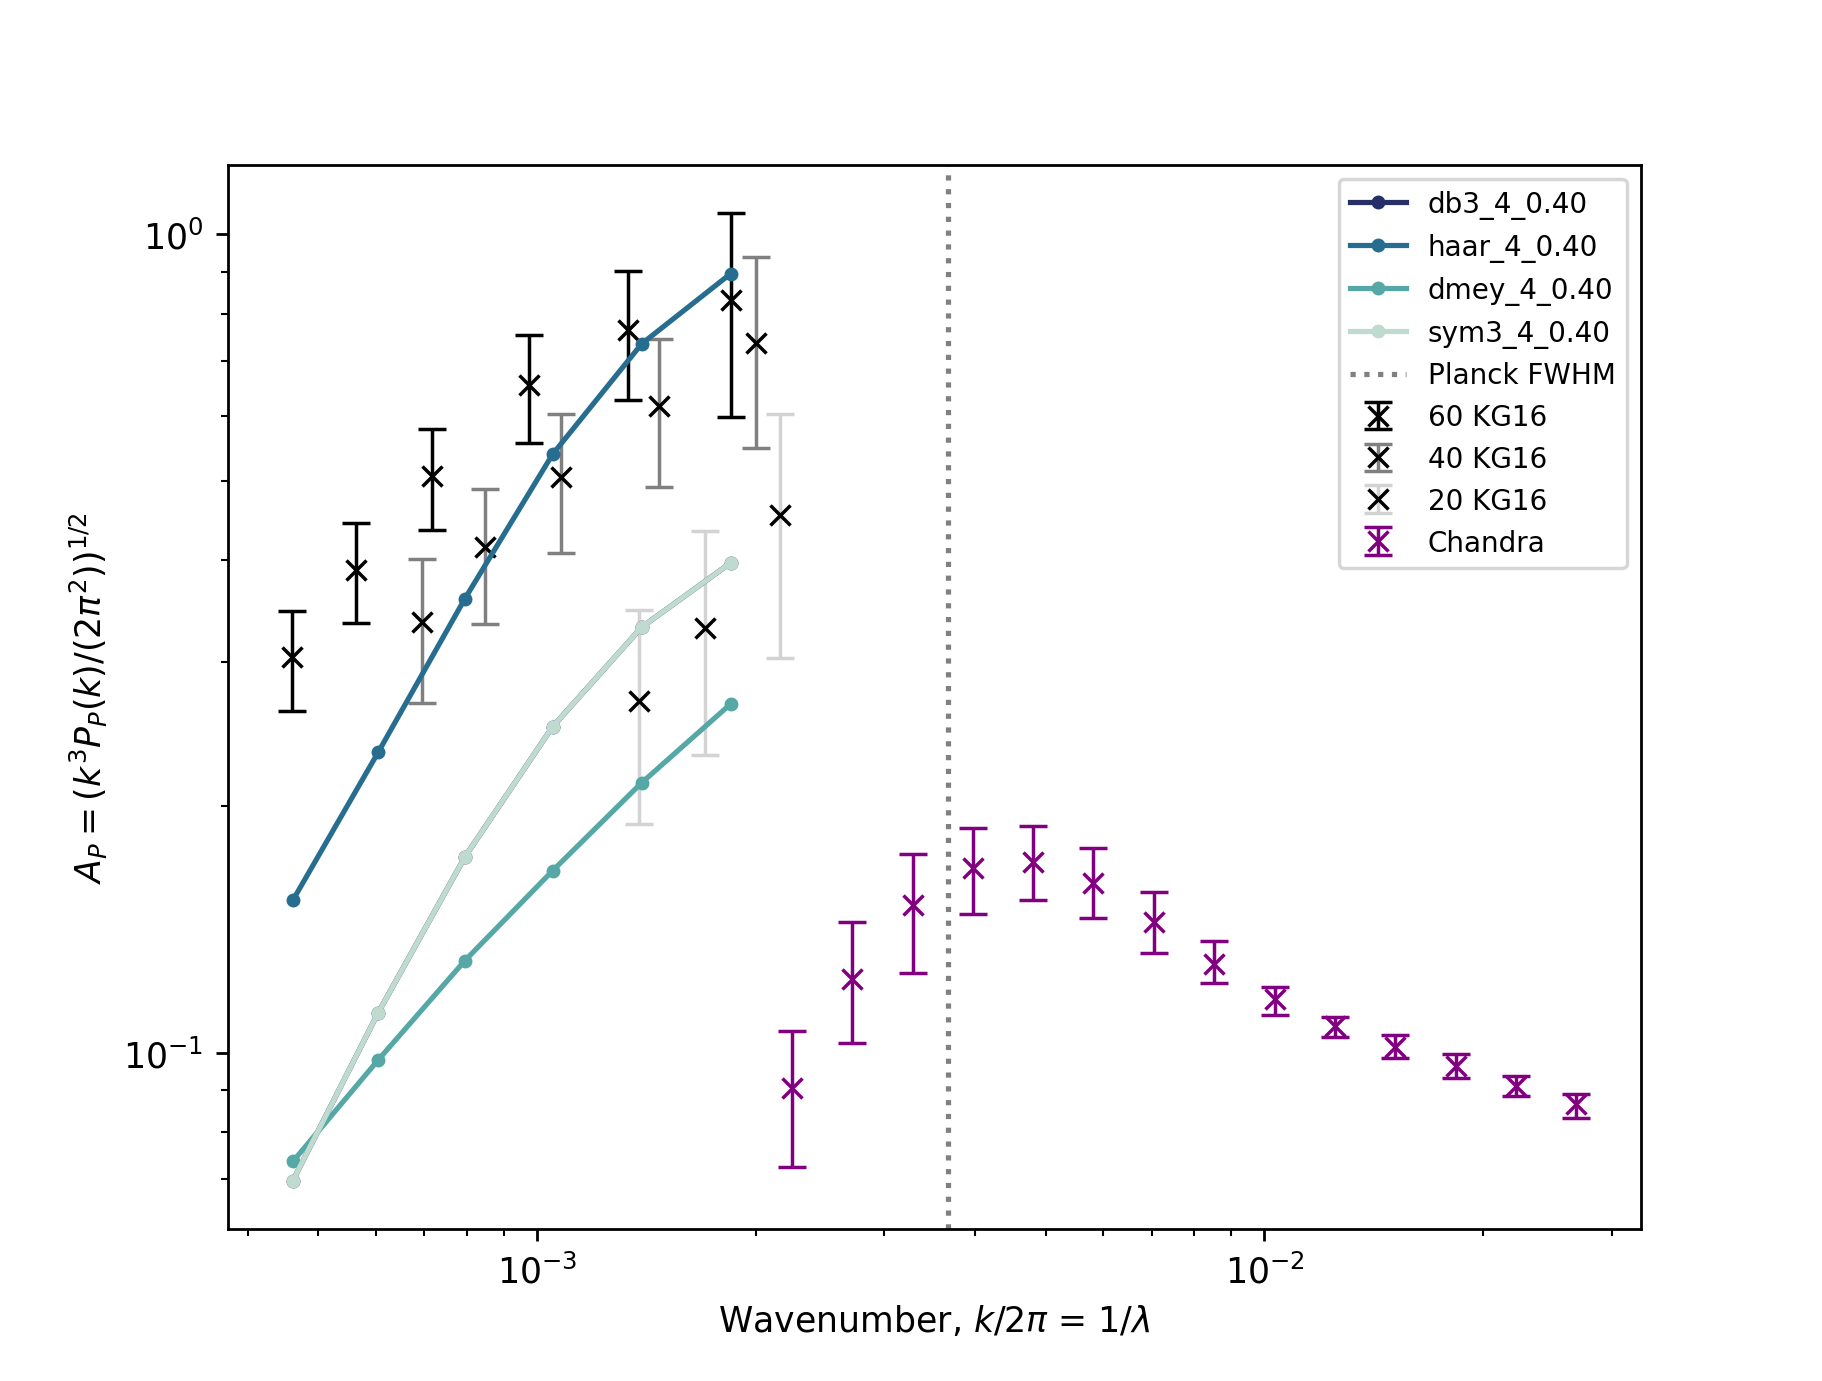 10⁰
10⁻¹
A_P = (k³P_P(k)/(2π²))^{1/2}
db3_4_0.40
haar_4_0.40
dmey_4_0.40
sym3_4_0.40
Planck FWHM
60 KG16
40 KG16
20 KG16
Chandra
10⁻³
10⁻²
Wavenumber, k/2π = 1/λ